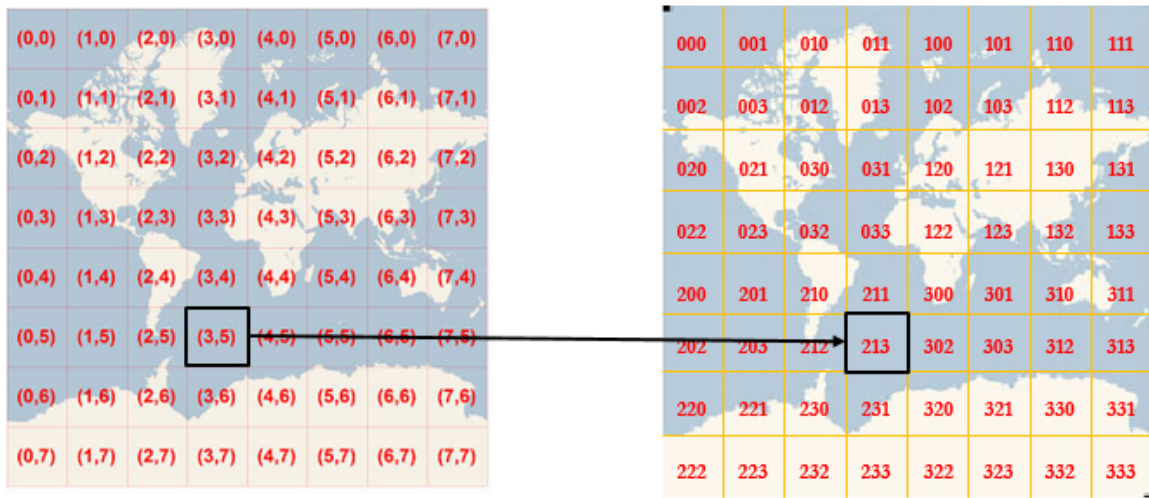 (0,0) (1,0) (2,0) (3,0) (4,0) (5,0) (6,0) (7,0)
(0,1) (1,1) (2,1) (3,1) (4,1) (5,1) (6,1) (7,1)
(0,2) (1,2) (2,2) (3,2) (4,2) (5,2) (6,2) (7,2)
(0,3) (1,3) (2,3) (3,3) (4,3) (5,3) (6,3) (7,3)
(0,4) (1,4) (2,4) (3,4) (4,4) (5,4) (6,4) (7,4)
(0,5) (1,5) (2,5) (3,5) (4,5) (5,5) (6,5) (7,5)
(0,6) (1,6) (2,6) (3,6) (4,6) (5,6) (6,6) (7,6)
(0,7) (1,7) (2,7) (3,7) (4,7) (5,7) (6,7) (7,7)
000 001 010 011 100 101 110 111
002 003 012 013 102 103 112 113
020 021 030 031 120 121 130 131
022 023 032 033 122 123 132 133
200 201 210 211 300 301 310 311
202 203 212 213 302 303 312 313
220 221 230 231 320 321 330 331
222 223 232 233 322 323 332 333